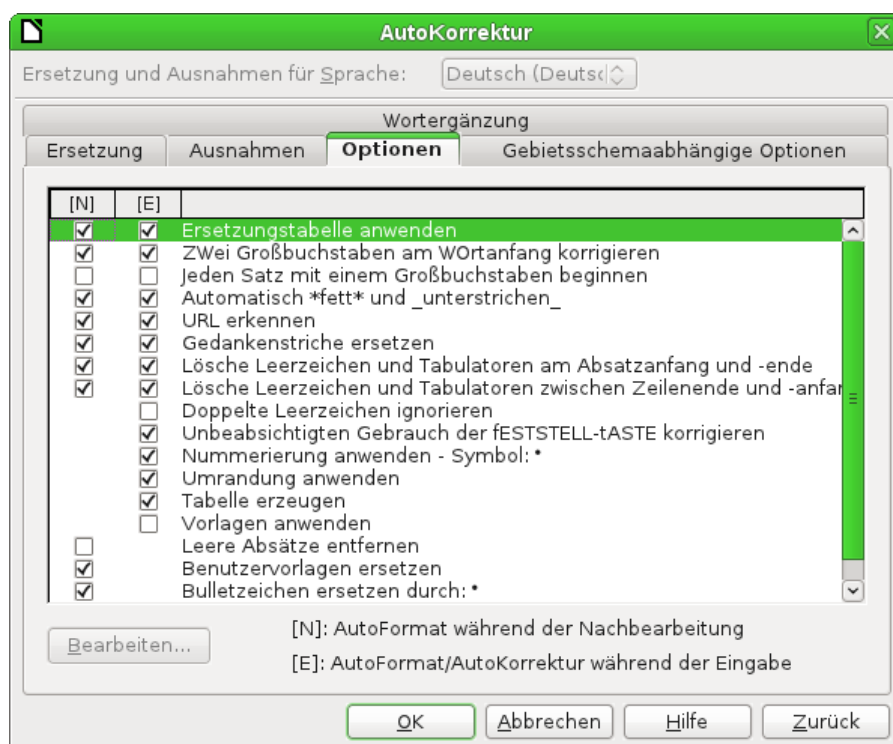 AutoKorrektur
Ersetzung und Ausnahmen für Sprache: Deutsch (Deutsc
Wortergänzung
Ersetzung Ausnahmen Optionen Gebietsschemaabhängige Optionen
[N] [E]
Ersetzungstabelle anwenden
ZWei Großbuchstaben am WOrtanfang korrigieren
Jeden Satz mit einem Großbuchstaben beginnen
Automatisch *fett* und _unterstrichen_
URL erkennen
Gedankenstriche ersetzen
Lösche Leerzeichen und Tabulatoren am Absatzanfang und -ende
Lösche Leerzeichen und Tabulatoren zwischen Zeilenende und -anfan
Doppelte Leerzeichen ignorieren
Unbeabsichtigten Gebrauch der fESTSTELL-tASTE korrigieren
Nummerierung anwenden - Symbol: •
Umrandung anwenden
Tabelle erzeugen
Vorlagen anwenden
Leere Absätze entfernen
Benutzervorlagen ersetzen
Bulletzeichen ersetzen durch: •
Bearbeiten... [N]: AutoFormat während der Nachbearbeitung
[E]: AutoFormat/AutoKorrektur während der Eingabe
OK Abbrechen Hilfe Zurück